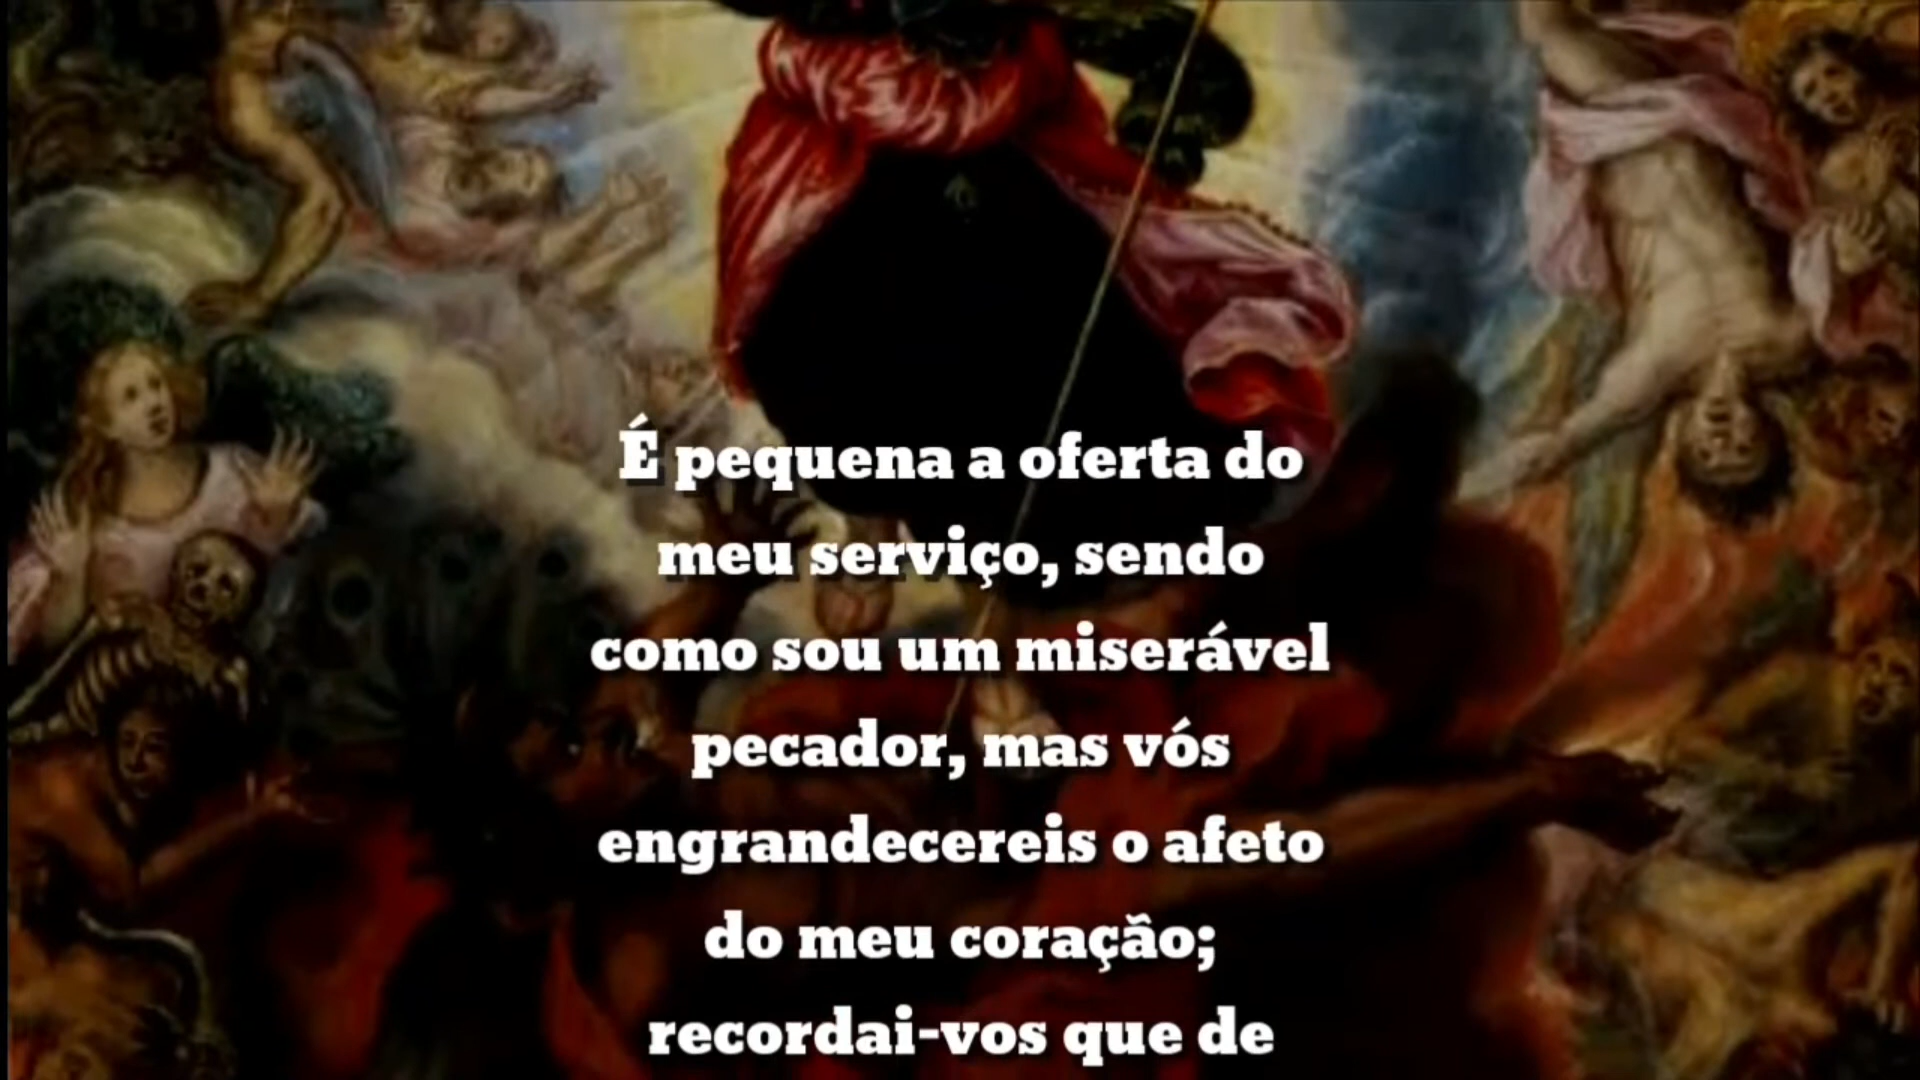 É pequena a oferta do
meu serviço, sendo
como sou um miserável
pecador, mas vós
engrandecereis o afeto
do meu coração;
recordai-vos que de